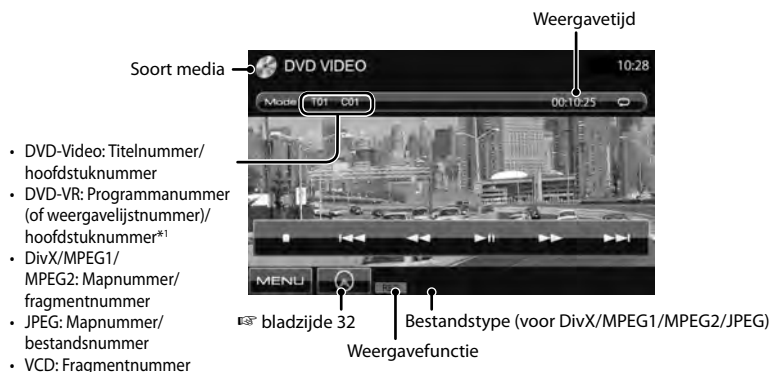 Weergavetijd
Soort media
DVD VIDEO
10:28
Mode T01 C01
00:10:25
• DVD-Video: Titelnummer/
hoofdstuknummer
• DVD-VR: Programmanummer
(of weergavelijstnummer)/
hoofdstuknummer*1
• DivX/MPEG1/
MPEG2: Mapnummer/
fragmentnummer
• JPEG: Mapnummer/
bestandsnummer
• VCD: Fragmentnummer
MENU
☞ bladzijde 32
Bestandstype (voor DivX/MPEG1/MPEG2/JPEG)
Weergavefunctie